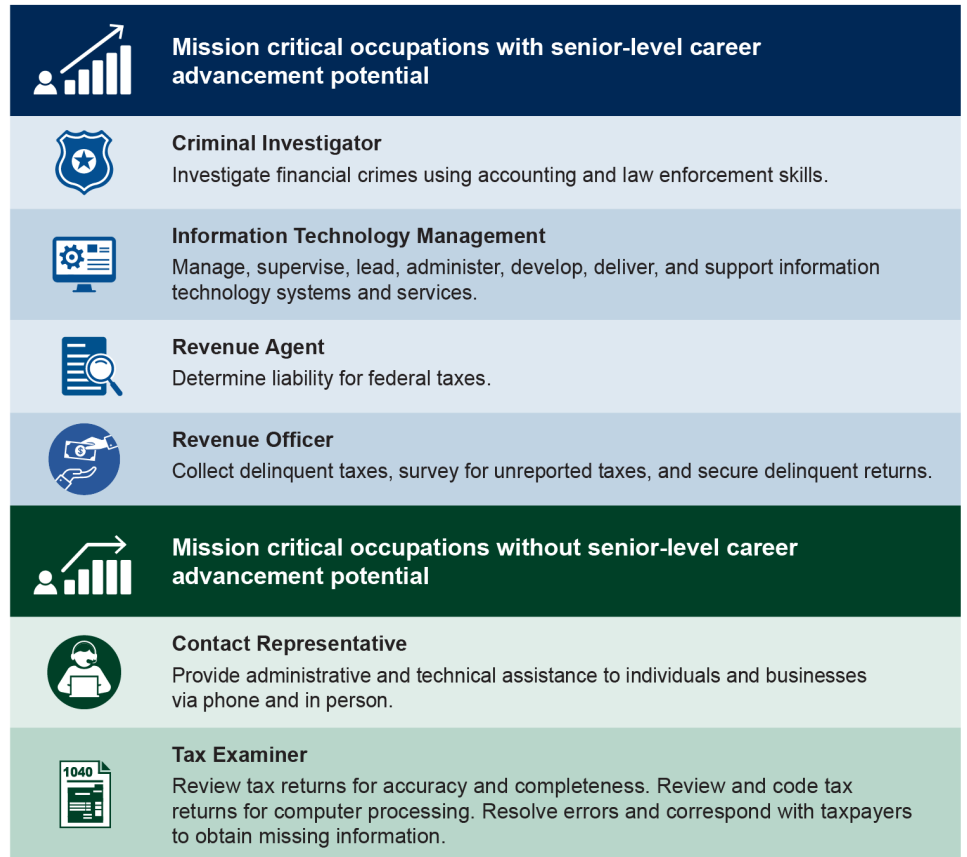 Mission critical occupations with senior-level career
advancement potential
Criminal Investigator
Investigate financial crimes using accounting and law enforcement skills.
Information Technology Management
Manage, supervise, lead, administer, develop, deliver, and support information
technology systems and services.
Revenue Agent
Determine liability for federal taxes.
$
Revenue Officer
Collect delinquent taxes, survey for unreported taxes, and secure delinquent returns.
Mission critical occupations without senior-level career
advancement potential
Contact Representative
Provide administrative and technical assistance to individuals and businesses
via phone and in person.
1040
Tax Examiner
Review tax returns for accuracy and completeness. Review and code tax
returns for computer processing. Resolve errors and correspond with taxpayers
to obtain missing information.